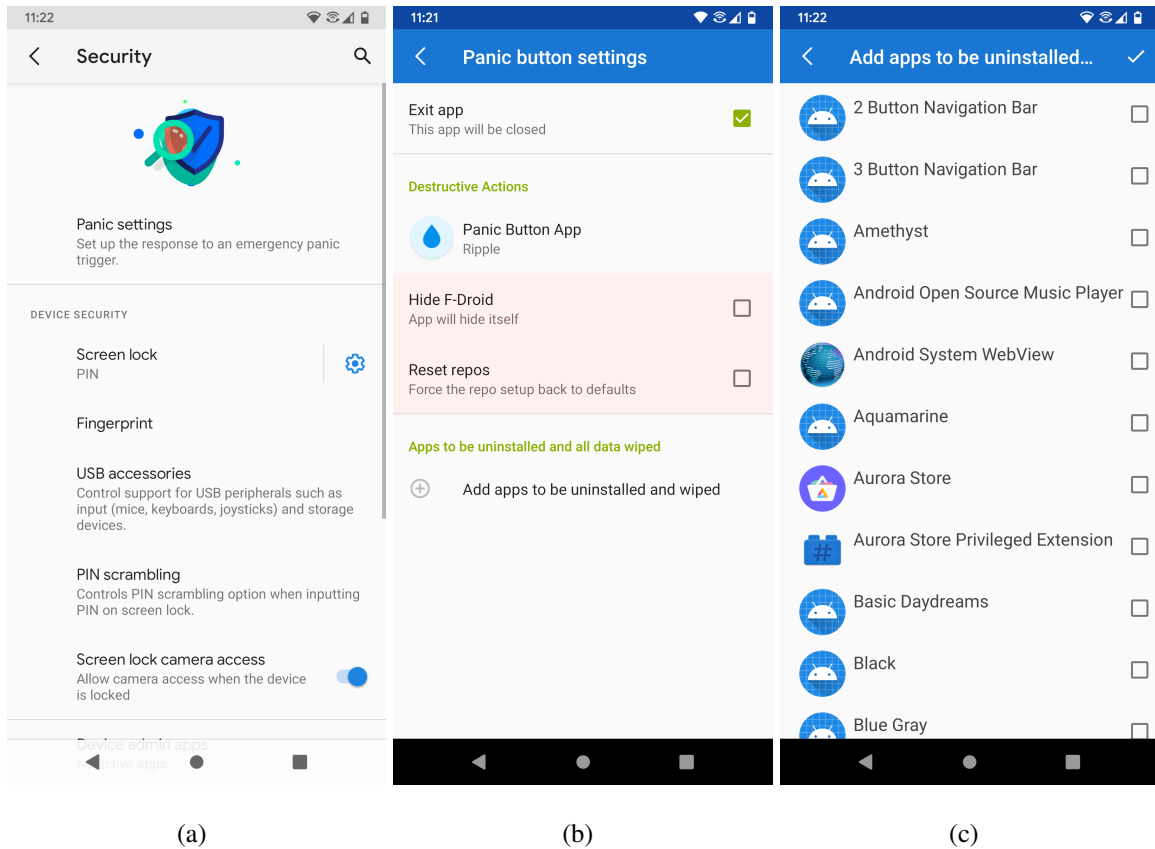 11:22
Security
Panic settings
Set up the response to an emergency panic
trigger.
DEVICE SECURITY
Screen lock
PIN
Fingerprint
USB accessories
Control support for USB peripherals such as
input (mice, keyboards, joysticks) and storage
devices.
PIN scrambling
Controls PIN scrambling option when inputting
PIN on screen lock.
Screen lock camera access
Allow camera access when the device
is locked
Device admin apps
active apps
(a)
11:21
Panic button settings
Exit app
This app will be closed
Destructive Actions
Panic Button App
Ripple
Hide F-Droid
App will hide itself
Reset repos
Force the repo setup back to defaults
Apps to be uninstalled and all data wiped
Add apps to be uninstalled and wiped
(b)
11:22
Add apps to be uninstalled...
2 Button Navigation Bar
3 Button Navigation Bar
Amethyst
Android Open Source Music Player
Android System WebView
Aquamarine
Aurora Store
Aurora Store Privileged Extension
Basic Daydreams
Black
Blue Gray
(c)